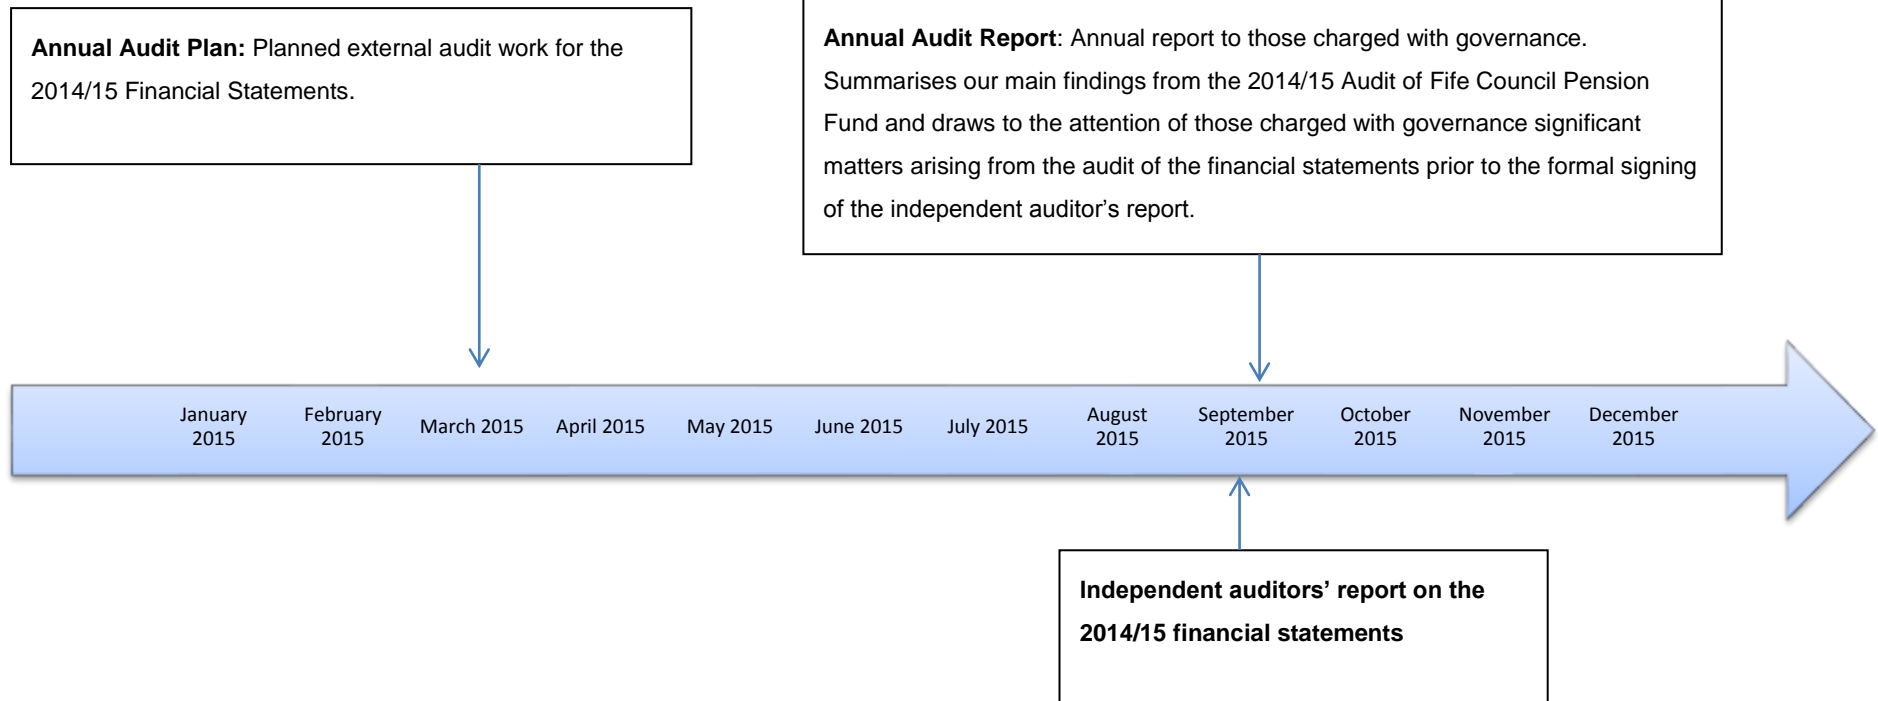 Annual Audit Plan: Planned external audit work for the
2014/15 Financial Statements.
Annual Audit Report: Annual report to those charged with governance.
Summarises our main findings from the 2014/15 Audit of Fife Council Pension
Fund and draws to the attention of those charged with governance significant
matters arising from the audit of the financial statements prior to the formal signing
of the independent auditor’s report.
January
2015
February
2015
March 2015
April 2015
May 2015
June 2015
July 2015
August
2015
September
2015
October
2015
November
2015
December
2015
Independent auditors’ report on the
2014/15 financial statements